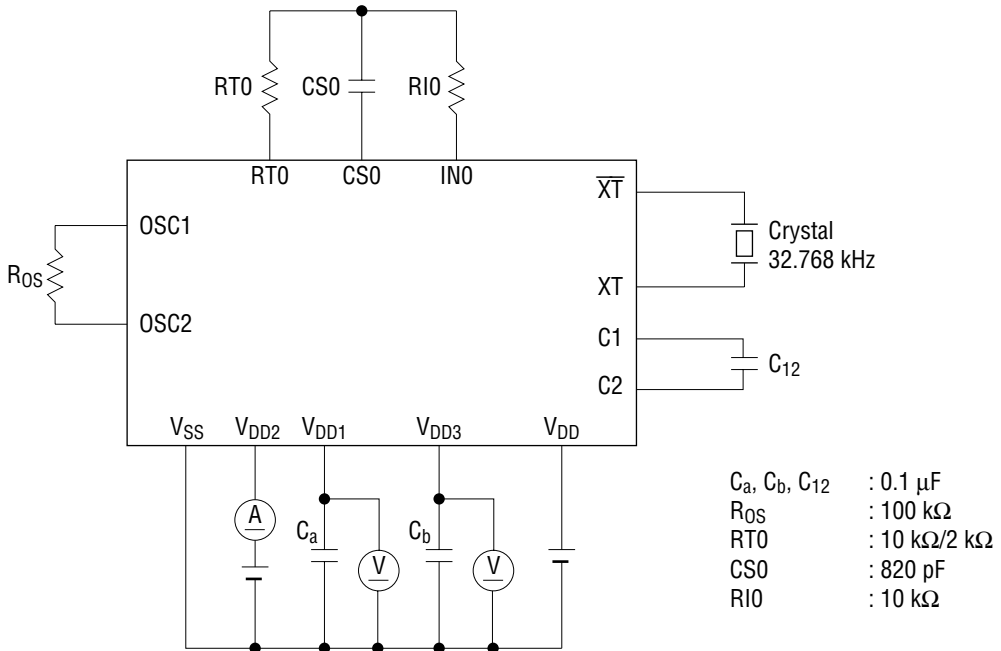 RT0
CS0
RI0
RT0
CS0
IN0
XT
OSC1
Crystal
32.768 kHz
ROS
XT
OSC2
C1
C12
C2
VSS
VDD2
VDD1
VDD3
VDD
A
Ca
V
Cb
V
Ca, Cb, C12 : 0.1 μF
ROS : 100 kΩ
RT0 : 10 kΩ/2 kΩ
CS0 : 820 pF
RI0 : 10 kΩ